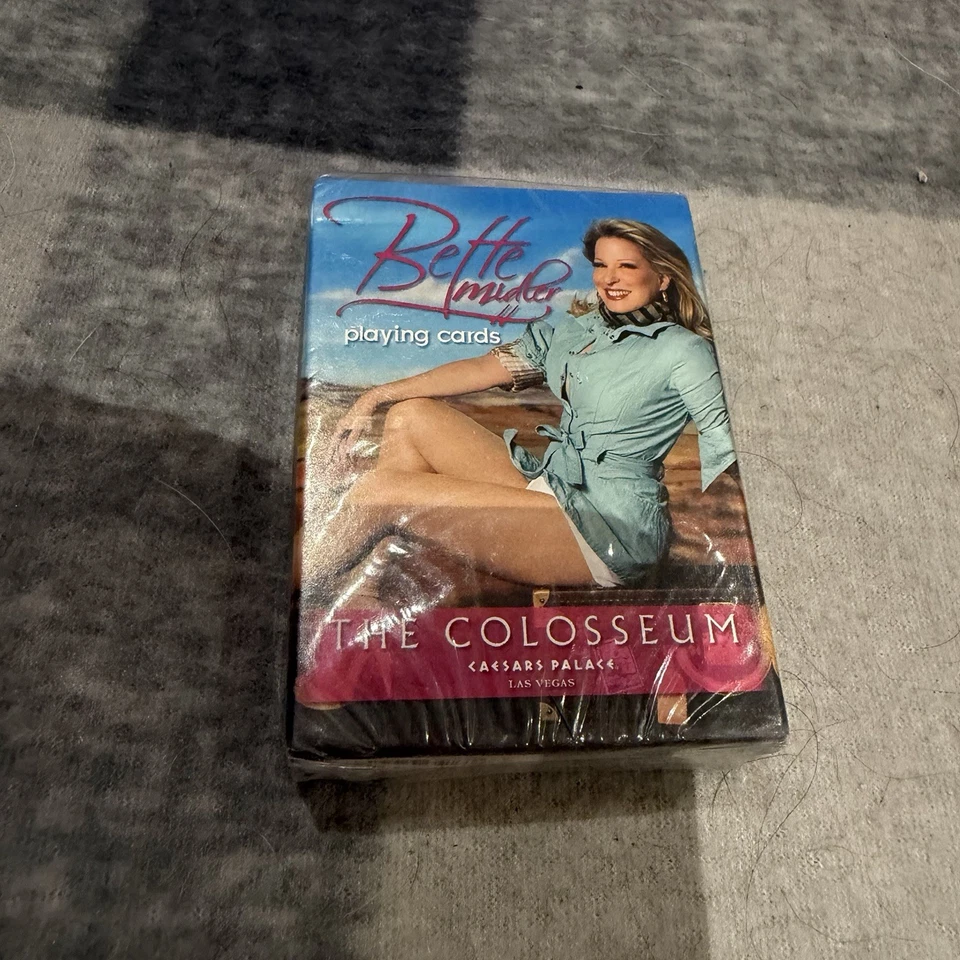 Bette
midler
playing cards
THE COLOSSEUM
CAESARS PALACE
LAS VEGAS